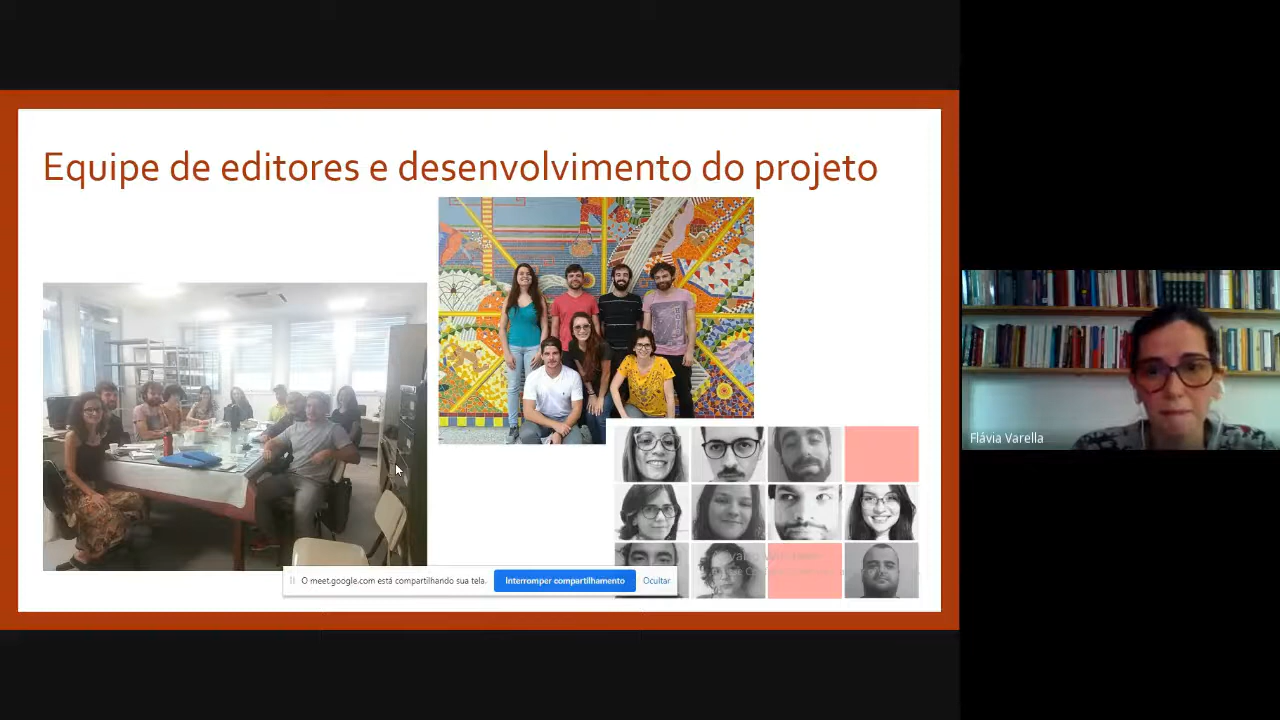 Equipe de editores e desenvolvimento do projeto
Flávia Varella
O meet.google.com está compartilhando sua tela.
Interromper compartilhamento
Ocultar